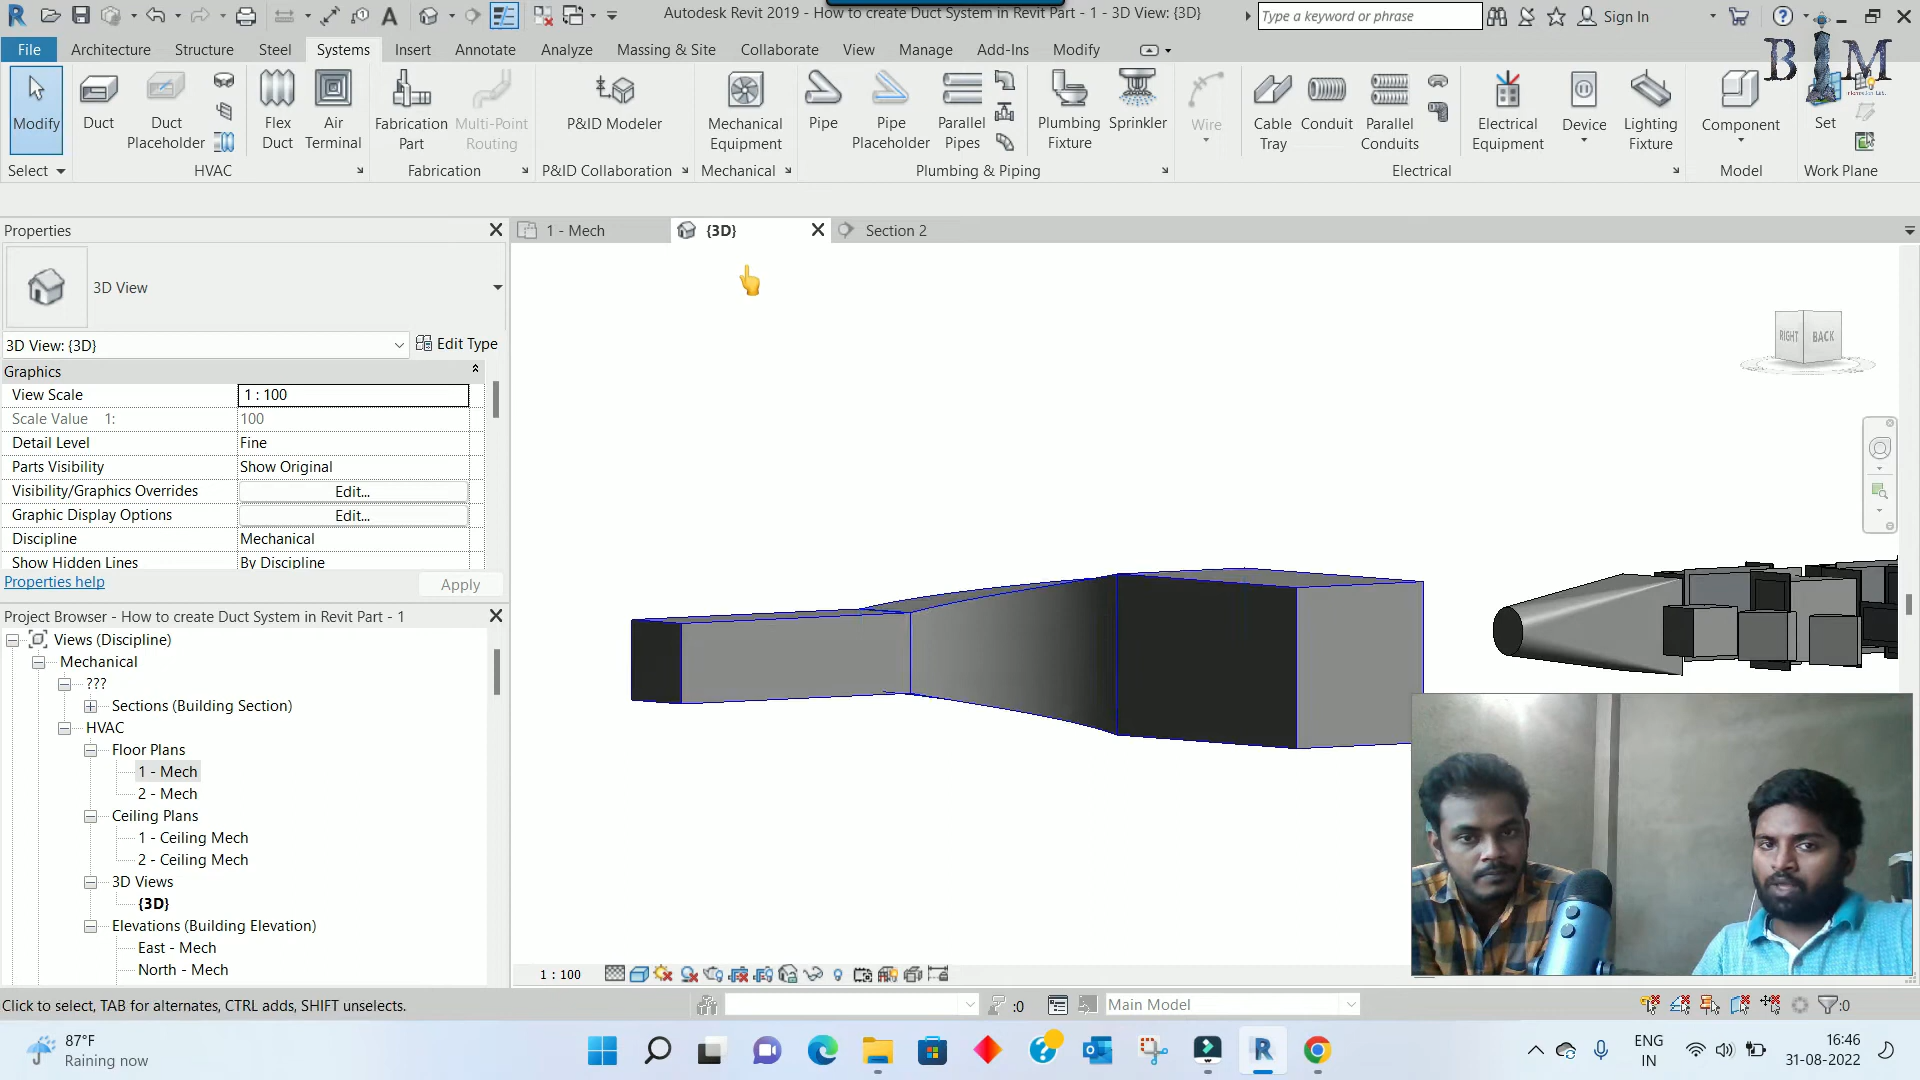 Autodesk Revit 2019 - How to create Duct System in Revit Part - 1 - 3D View: {3D}
Type a keyword or phrase
Sign In
File Architecture Structure Steel Systems Insert Annotate Analyze Massing & Site Collaborate View Manage Add-Ins Modify
BIM
Modify
Duct
Duct Placeholder
Flex Duct
Air Terminal
Fabrication Part
Multi-Point Routing
P&ID Modeler
Mechanical Equipment
Pipe
Pipe Placeholder
Parallel Pipes
Plumbing Fixture
Sprinkler
Wire
Cable Tray
Conduit
Parallel Conduits
Electrical Equipment
Device
Lighting Fixture
Component
Set
Select HVAC Fabrication P&ID Collaboration Mechanical Plumbing & Piping Electrical Model Work Plane
Properties
1 - Mech
{3D}
Section 2
3D View
3D View: {3D}
Edit Type
Graphics
View Scale 1 : 100
Scale Value 1: 100
Detail Level Fine
Parts Visibility Show Original
Visibility/Graphics Overrides Edit...
Graphic Display Options Edit...
Discipline Mechanical
Show Hidden Lines By Discipline
Properties help
Apply
RIGHT
BACK
Project Browser - How to create Duct System in Revit Part - 1
Views (Discipline)
Mechanical
???
Sections (Building Section)
HVAC
Floor Plans
1 - Mech
2 - Mech
Ceiling Plans
1 - Ceiling Mech
2 - Ceiling Mech
3D Views
{3D}
Elevations (Building Elevation)
East - Mech
North - Mech
1 : 100
Click to select, TAB for alternates, CTRL adds, SHIFT unselects.
:0
Main Model
:0
87°F
Raining now
ENG
IN
16:46
31-08-2022